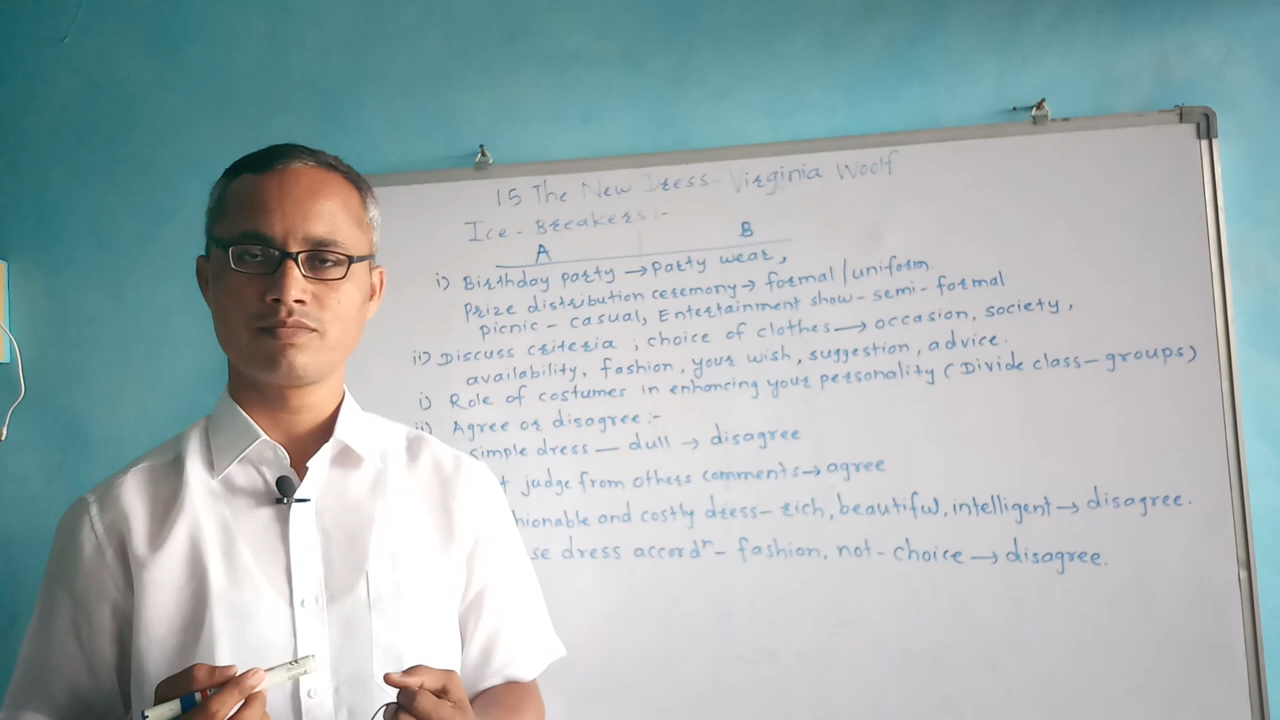 15 The New Dress - Virginia Woolf
Ice - Breakers :-
A B
i) Birthday party → party wear,
Prize distribution ceremony → formal / uniform.
picnic - casual, Entertainment show - semi - formal
ii) Discuss criteria ; choice of clothes → occasion, society,
availability, fashion, your wish, suggestion, advice.
i) Role of costumes in enhancing your personality (Divide class - groups)
ii) Agree or disagree :-
simple dress — dull → disagree
judge from others comments → agree
and costly dress - rich, beautiful, intelligent → disagree.
dress accordⁿ - fashion, not - choice → disagree.